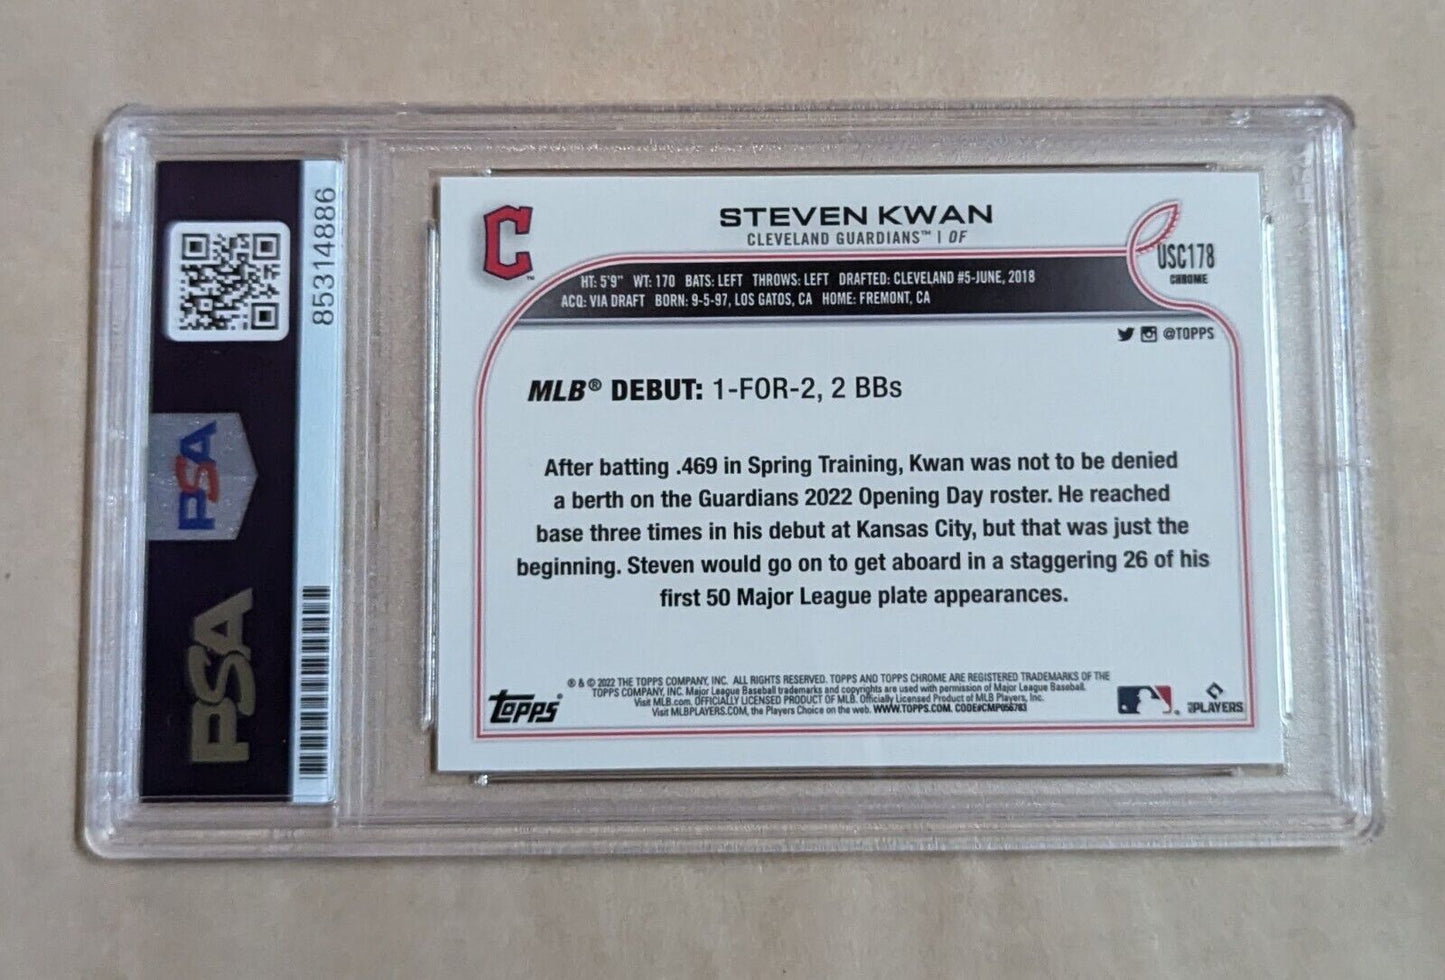 85314886
PSA
PSA
C
STEVEN KWAN
CLEVELAND GUARDIANS™ | OF
USC178
CHROME
HT: 5'9" WT: 170 BATS: LEFT THROWS: LEFT DRAFTED: CLEVELAND #5-JUNE, 2018
ACQ: VIA DRAFT BORN: 9-5-97, LOS GATOS, CA HOME: FREMONT, CA
@TOPPS
MLB® DEBUT: 1-FOR-2, 2 BBs
After batting .469 in Spring Training, Kwan was not to be denied
a berth on the Guardians 2022 Opening Day roster. He reached
base three times in his debut at Kansas City, but that was just the
beginning. Steven would go on to get aboard in a staggering 26 of his
first 50 Major League plate appearances.
® & © 2022 THE TOPPS COMPANY, INC. ALL RIGHTS RESERVED. TOPPS AND TOPPS CHROME ARE REGISTERED TRADEMARKS OF THE
TOPPS COMPANY, INC. Major League Baseball trademarks and copyrights are used with permission of Major League Baseball.
Visit MLB.com. OFFICIALLY LICENSED PRODUCT OF MLB. Officially Licensed Product of MLB Players, Inc.
Visit MLBPLAYERS.COM, the Players Choice on the web. WWW.TOPPS.COM. CODE#CMP056783
Topps®
MLBPLAYERS